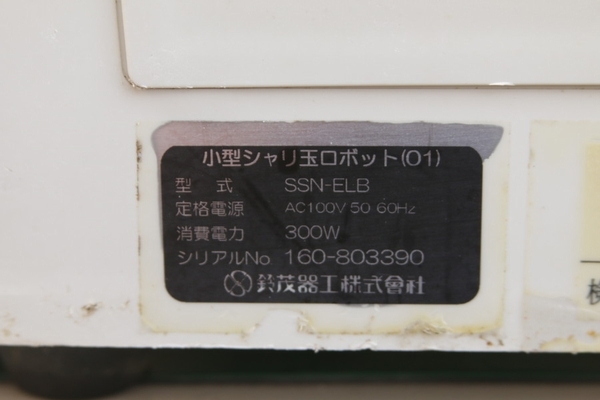 小型シャリ玉ロボット(01)
型 式 SSN-ELB
定格電源 AC100V 50 60Hz
消費電力 300W
シリアルNo 160-803390
鈴茂器工株式會社
検